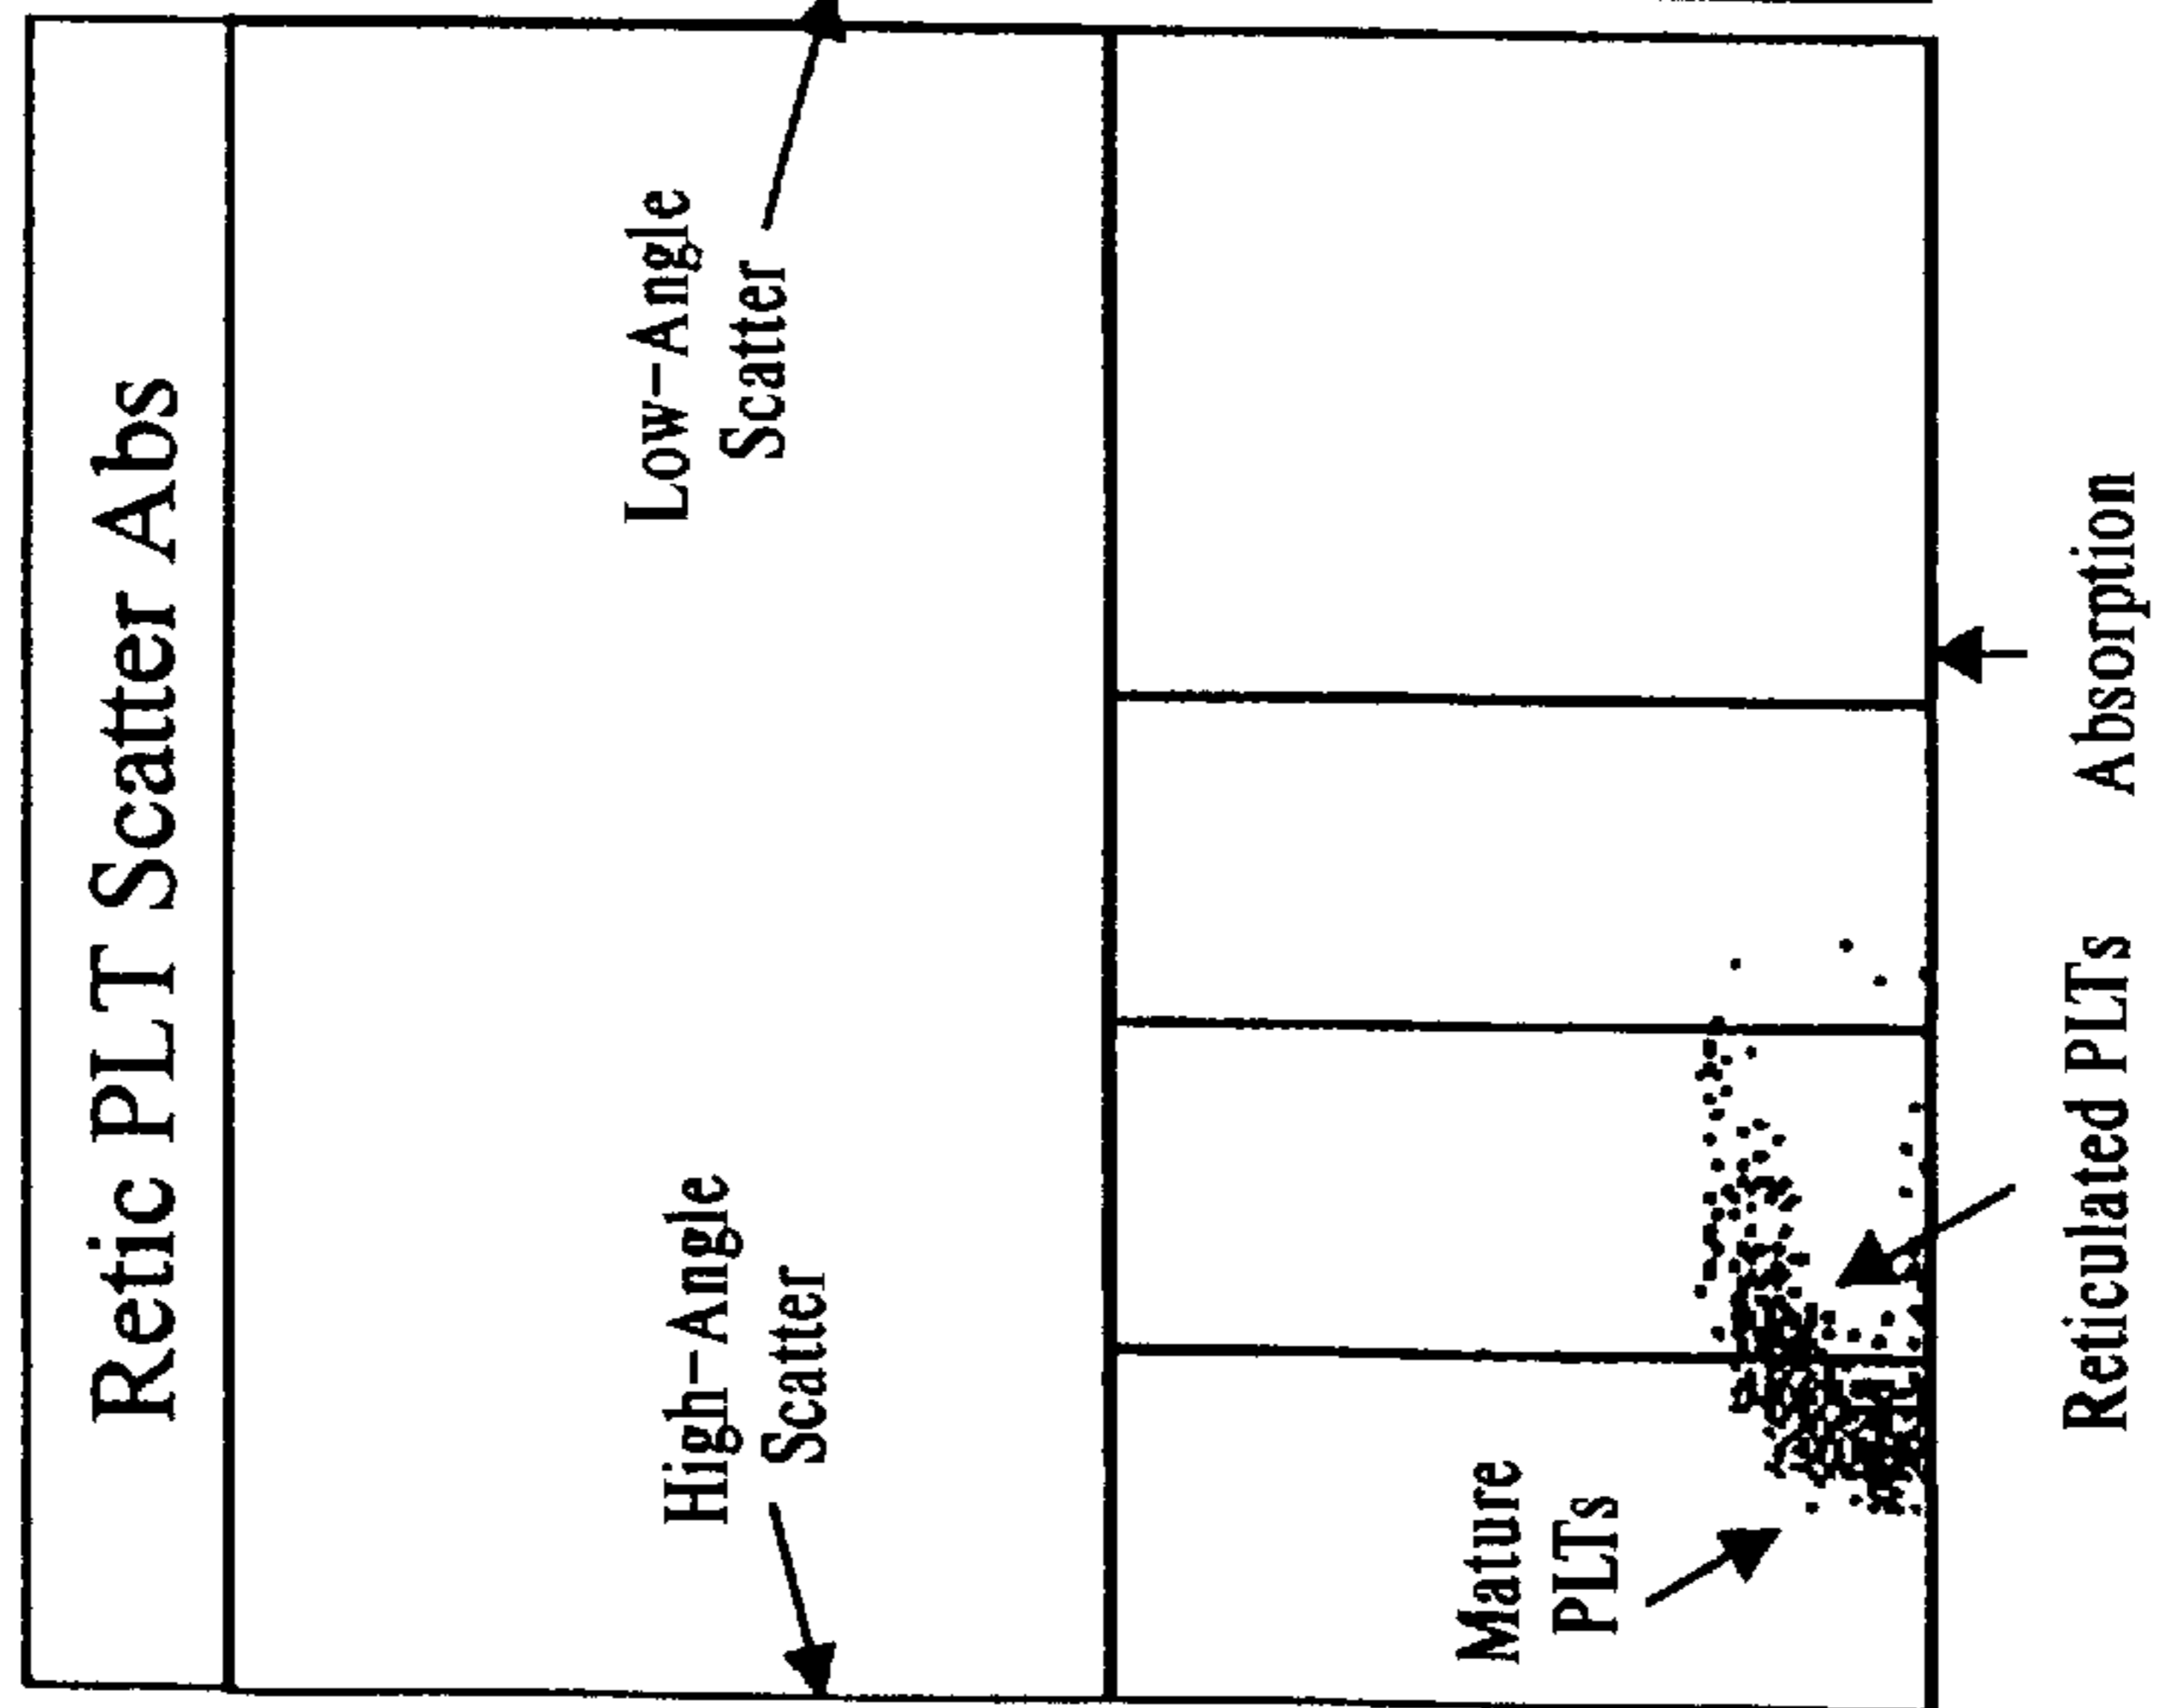 Retic PLT Scatter Abs
High-Angle
Scatter
Low-Angle
Scatter
Mature
PLTs
Reticulated PLTs
Absorption